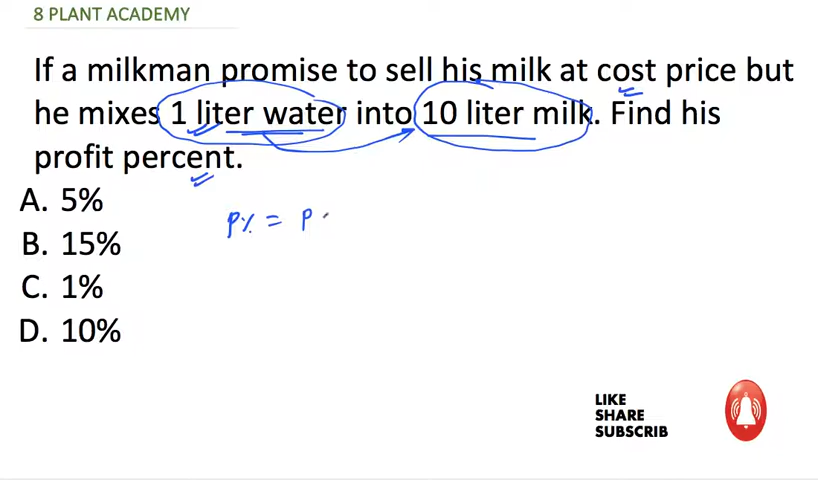 8 PLANT ACADEMY
If a milkman promise to sell his milk at cost price but
he mixes 1 liter water into 10 liter milk. Find his
profit percent.
A. 5%
B. 15%
C. 1%
D. 10%
P% = P
LIKE
SHARE
SUBSCRIB